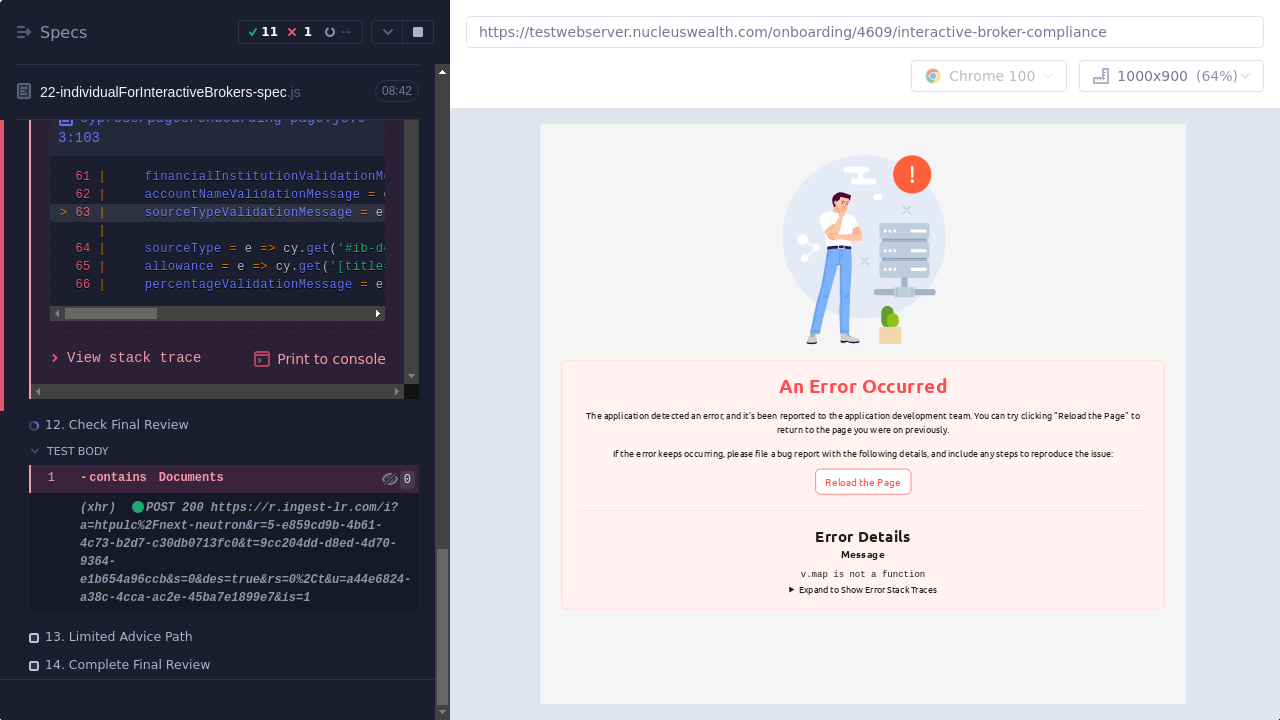 Specs
11
1
--
22-individualForInteractiveBrokers-spec.js
08:42
3:103
61 | financialInstitutionValidationM
62 | accountNameValidationMessage =
> 63 | sourceTypeValidationMessage = e
|
64 | sourceType = e => cy.get('#ib-d
65 | allowance = e => cy.get('[title
66 | percentageValidationMessage = e
View stack trace
Print to console
12. Check Final Review
TEST BODY
1
-contains Documents
0
(xhr) POST 200 https://r.ingest-lr.com/i?
a=htpulc%2Fnext-neutron&r=5-e859cd9b-4b61-
4c73-b2d7-c30db0713fc0&t=9cc204dd-d8ed-4d70-
9364-
e1b654a96ccb&s=0&des=true&rs=0%2Ct&u=a44e6824-
a38c-4cca-ac2e-45ba7e1899e7&is=1
13. Limited Advice Path
14. Complete Final Review
https://testwebserver.nucleuswealth.com/onboarding/4609/interactive-broker-compliance
Chrome 100
1000x900 (64%)
!
An Error Occurred
The application detected an error, and it's been reported to the application development team. You can try clicking "Reload the Page" to
return to the page you were on previously.
If the error keeps occurring, please file a bug report with the following details, and include any steps to reproduce the issue:
Reload the Page
Error Details
Message
v.map is not a function
Expand to Show Error Stack Traces